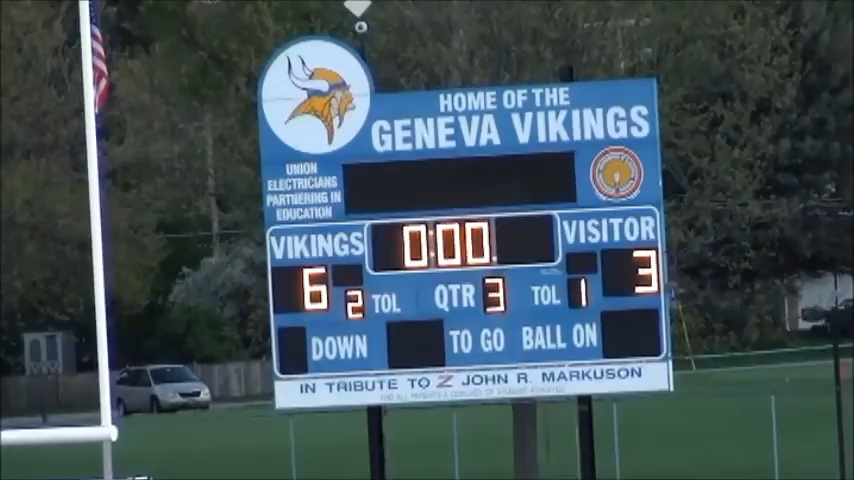 HOME OF THE
GENEVA VIKINGS
UNION
ELECTRICIANS
PARTNERING IN
EDUCATION
VIKINGS 0:00. VISITOR
6 2 TOL QTR 3 TOL 1 3
DOWN TO GO BALL ON
IN TRIBUTE TO Z JOHN R. MARKUSON